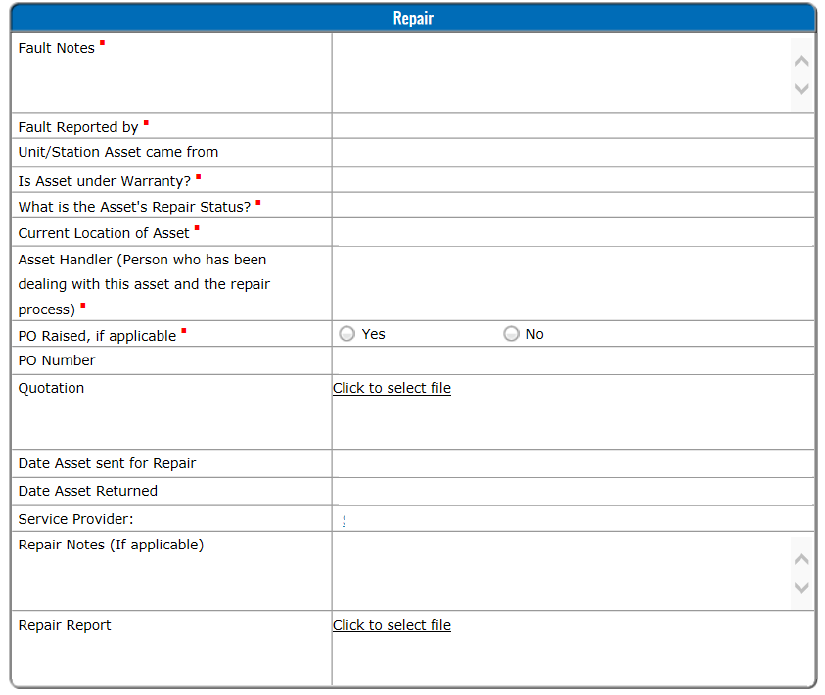 Repair
Fault Notes
Fault Reported by
Unit/Station Asset came from
Is Asset under Warranty?
What is the Asset's Repair Status?
Current Location of Asset
Asset Handler (Person who has been
dealing with this asset and the repair
process)
PO Raised, if applicable Yes No
PO Number
Quotation Click to select file
Date Asset sent for Repair
Date Asset Returned
Service Provider:
Repair Notes (If applicable)
Repair Report Click to select file